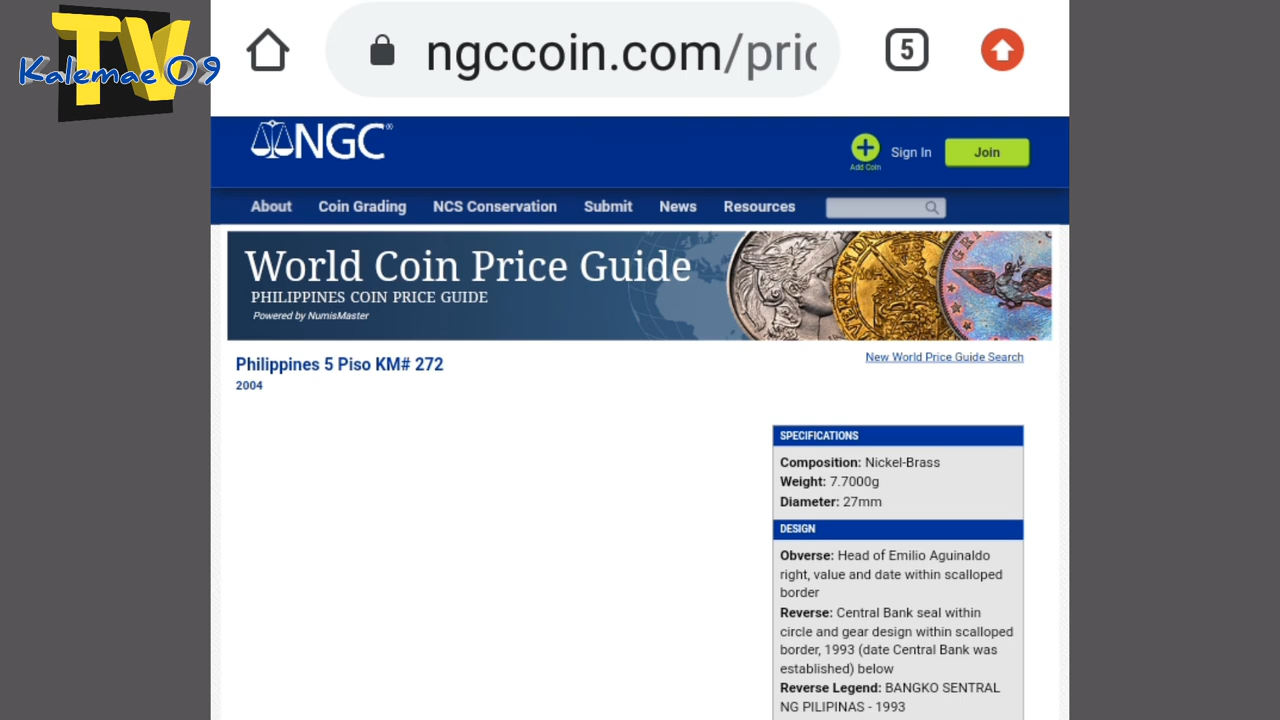 TV
Kalemae 09
ngccoin.com/pric
5
NGC
Add Coin
Sign In
Join
About
Coin Grading
NCS Conservation
Submit
News
Resources
World Coin Price Guide
PHILIPPINES COIN PRICE GUIDE
Powered by NumisMaster
Philippines 5 Piso KM# 272
New World Price Guide Search
2004
SPECIFICATIONS
Composition: Nickel-Brass
Weight: 7.7000g
Diameter: 27mm
DESIGN
Obverse: Head of Emilio Aguinaldo
right, value and date within scalloped
border
Reverse: Central Bank seal within
circle and gear design within scalloped
border, 1993 (date Central Bank was
established) below
Reverse Legend: BANGKO SENTRAL
NG PILIPINAS - 1993